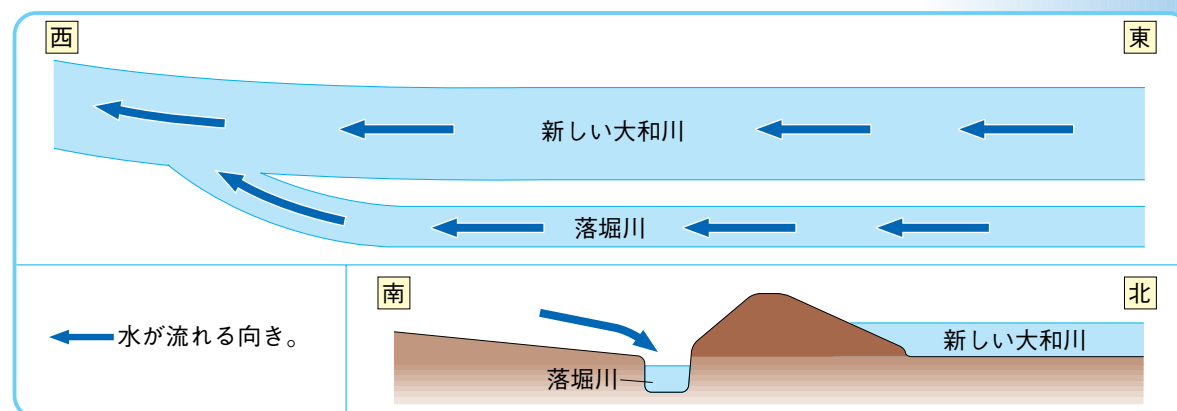 西
東
新しい大和川
落堀川
水が流れる向き。
南
北
新しい大和川
落堀川